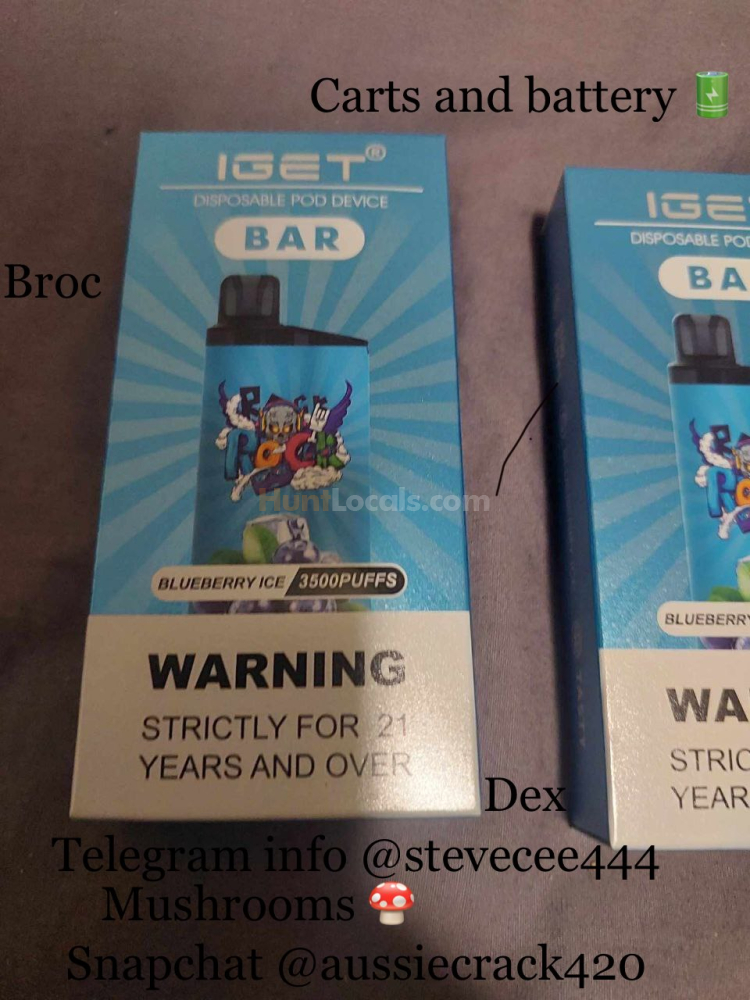 Carts and battery
IGET®
DISPOSABLE POD DEVICE
BAR
Broc
ROCK
HuntLocals.com
BLUEBERRY ICE 3500PUFFS
WARNING
STRICTLY FOR 21
YEARS AND OVER
IGE
DISPOSABLE POD
BA
BLUEBERRY
WA
STRIC
YEAR
Dex
Telegram info @stevecee444
Mushrooms
Snapchat @aussiecrack420